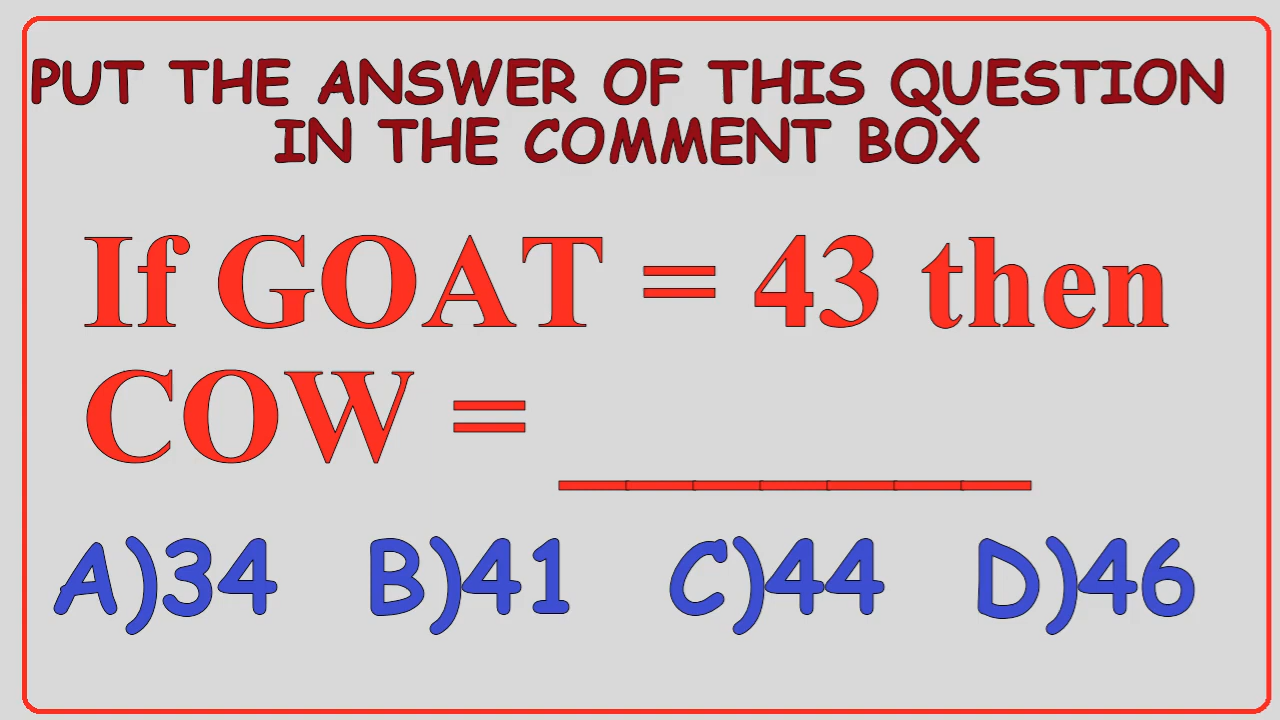 PUT THE ANSWER OF THIS QUESTION
IN THE COMMENT BOX
If GOAT = 43 then
COW = _______
A)34 B)41 C)44 D)46